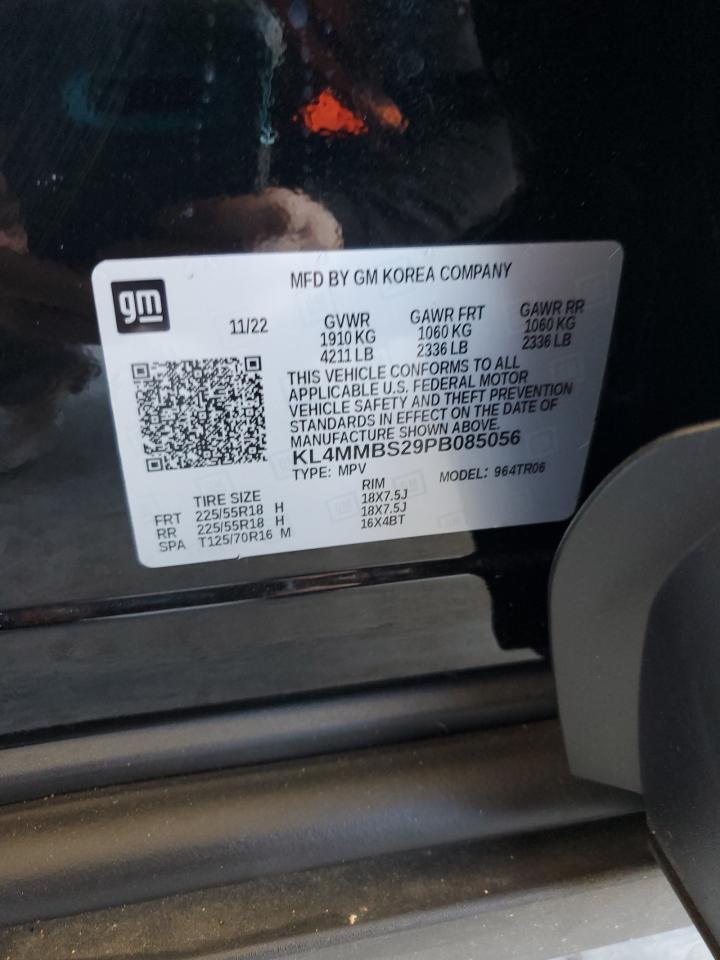 gm
MFD BY GM KOREA COMPANY
11/22
GVWR
1910 KG
4211 LB
GAWR FRT
1060 KG
2336 LB
GAWR RR
1060 KG
2336 LB
THIS VEHICLE CONFORMS TO ALL
APPLICABLE U.S. FEDERAL MOTOR
VEHICLE SAFETY AND THEFT PREVENTION
STANDARDS IN EFFECT ON THE DATE OF
MANUFACTURE SHOWN ABOVE.
KL4MMBS29PB085056
TYPE: MPV
MODEL: 964TR06
TIRE SIZE
RIM
FRT 225/55R18 H 18X7.5J
RR 225/55R18 H 18X7.5J
SPA T125/70R16 M 16X4BT